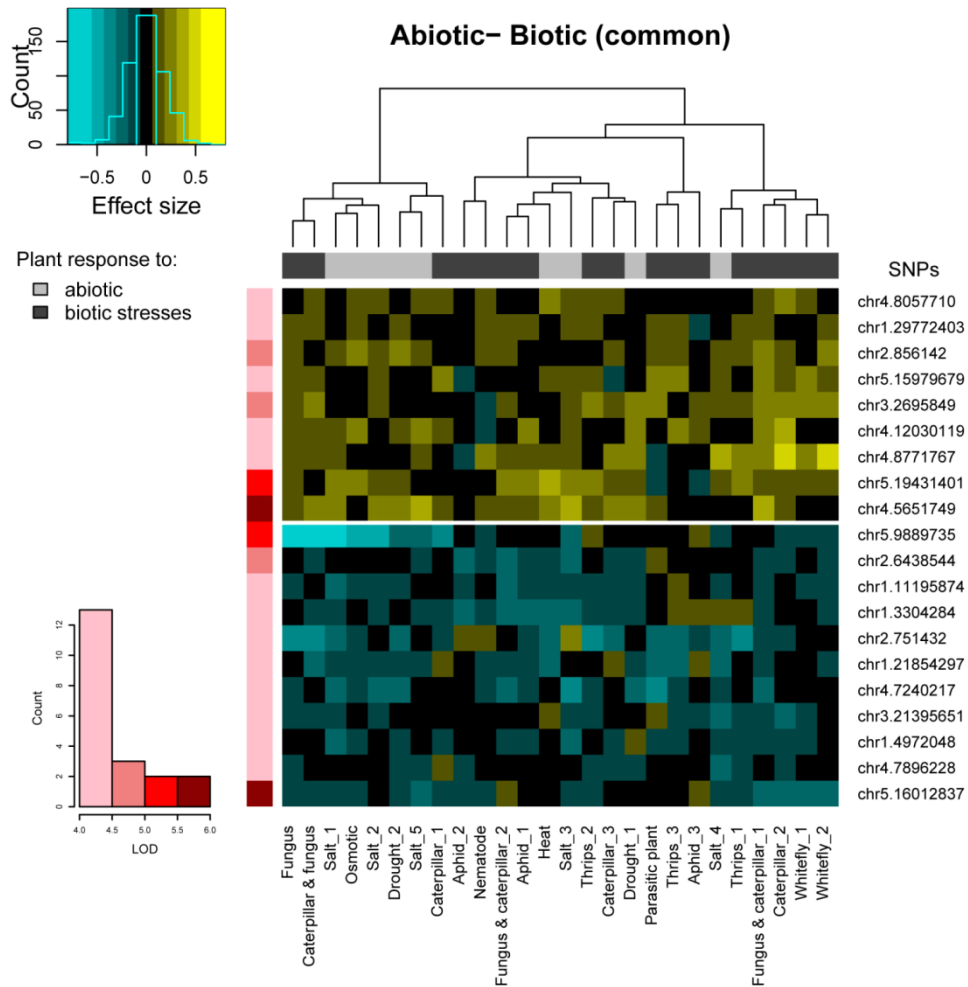 Abiotic− Biotic (common)
Count
0
50
150
−0.5
0
0.5
Effect size
Plant response to:
abiotic
biotic stresses
SNPs
chr4.8057710
chr1.29772403
chr2.856142
chr5.15979679
chr3.2695849
chr4.12030119
chr4.8771767
chr5.19431401
chr4.5651749
chr5.9889735
chr2.6438544
chr1.11195874
chr1.3304284
chr2.751432
chr1.21854297
chr4.7240217
chr3.21395651
chr1.4972048
chr4.7896228
chr5.16012837
Count
0
2
4
6
8
10
12
4.0
4.5
5.0
5.5
6.0
LOD
Fungus
Caterpillar & fungus
Salt_1
Osmotic
Salt_2
Drought_2
Salt_5
Caterpillar_1
Aphid_2
Nematode
Fungus & caterpillar_2
Aphid_1
Heat
Salt_3
Thrips_2
Caterpillar_3
Drought_1
Parasitic plant
Thrips_3
Aphid_3
Salt_4
Thrips_1
Fungus & caterpillar_1
Caterpillar_2
Whitefly_1
Whitefly_2